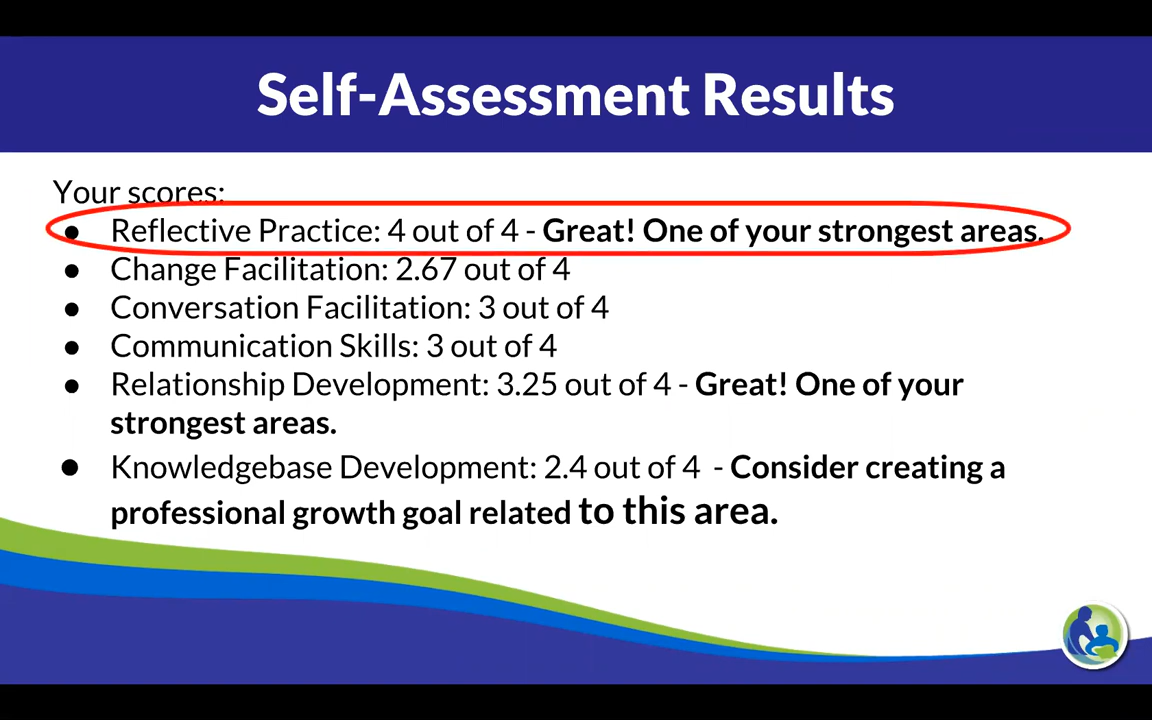 Self-Assessment Results
Your scores:
● Reflective Practice: 4 out of 4 - Great! One of your strongest areas.
● Change Facilitation: 2.67 out of 4
● Conversation Facilitation: 3 out of 4
● Communication Skills: 3 out of 4
● Relationship Development: 3.25 out of 4 - Great! One of your
strongest areas.
● Knowledgebase Development: 2.4 out of 4 - Consider creating a
professional growth goal related to this area.